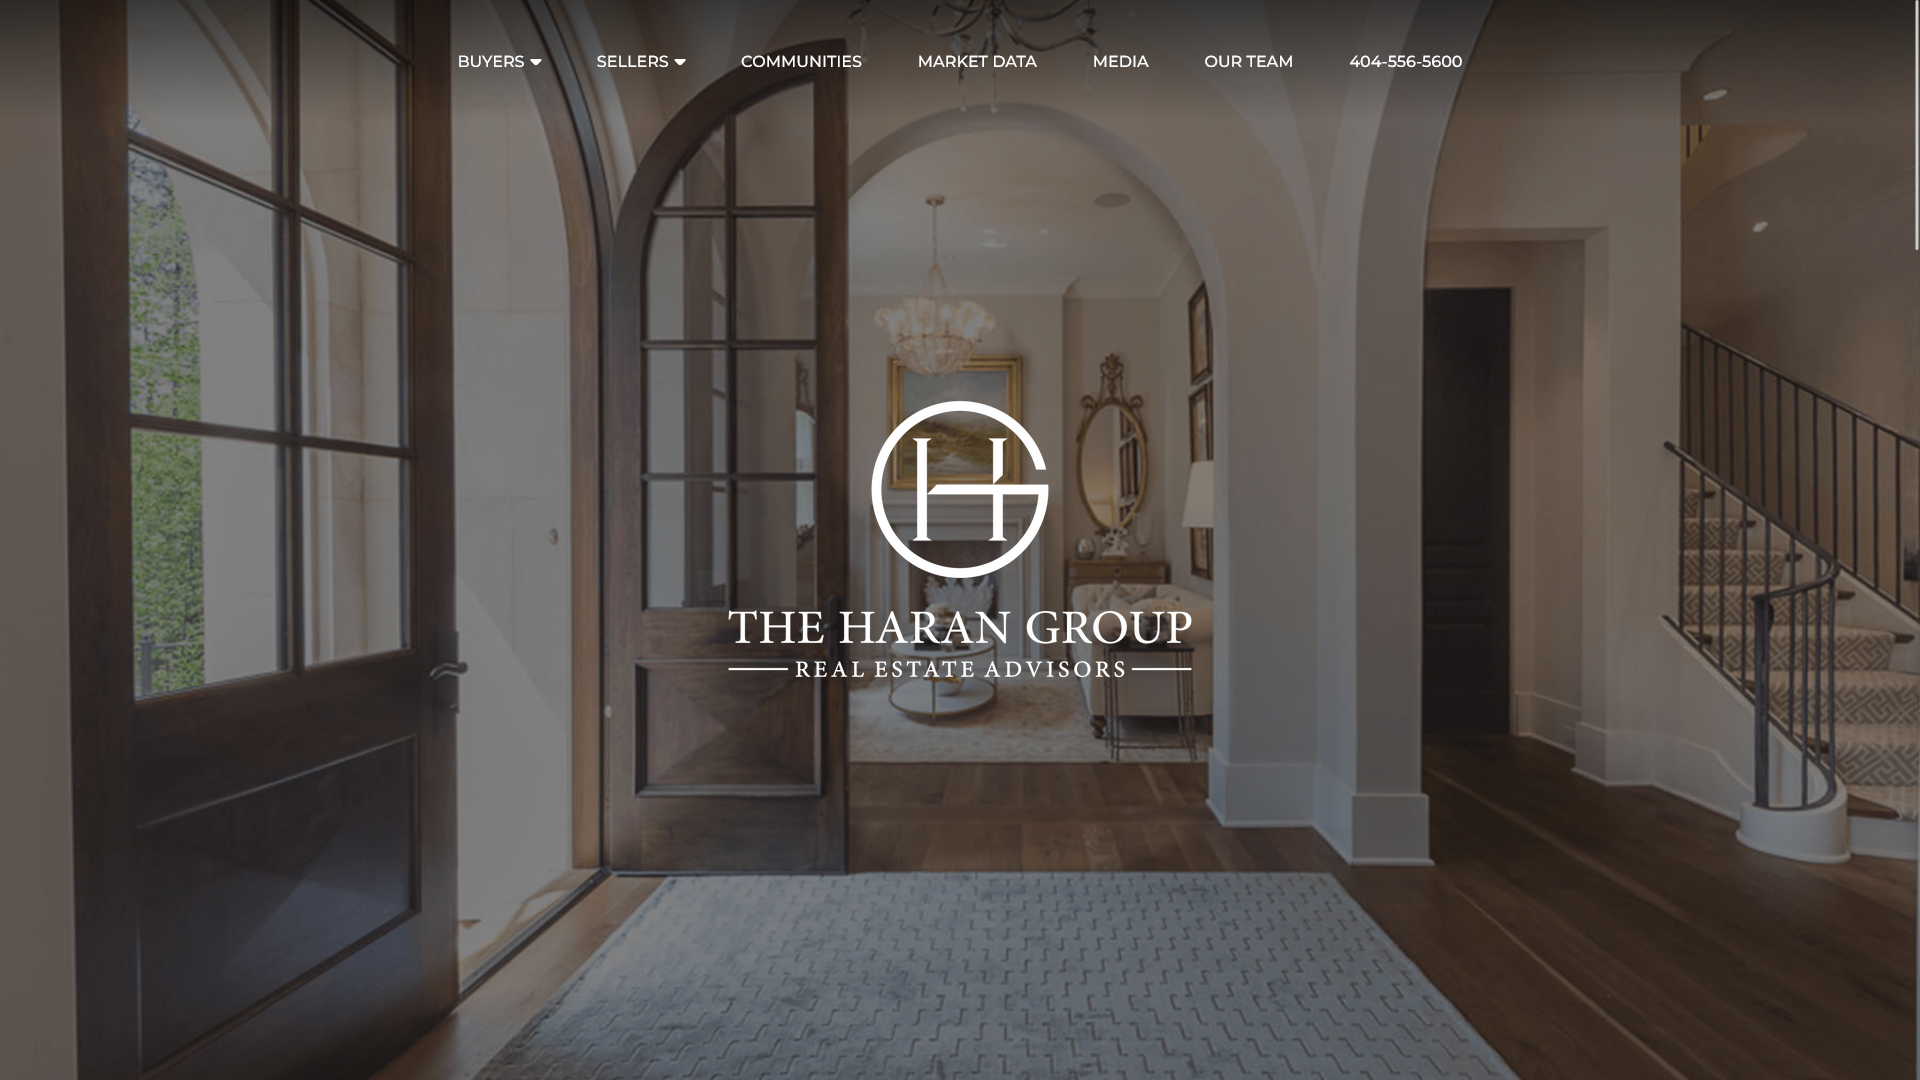 BUYERS
SELLERS
COMMUNITIES
MARKET DATA
MEDIA
OUR TEAM
404-556-5600
HG
THE HARAN GROUP
REAL ESTATE ADVISORS